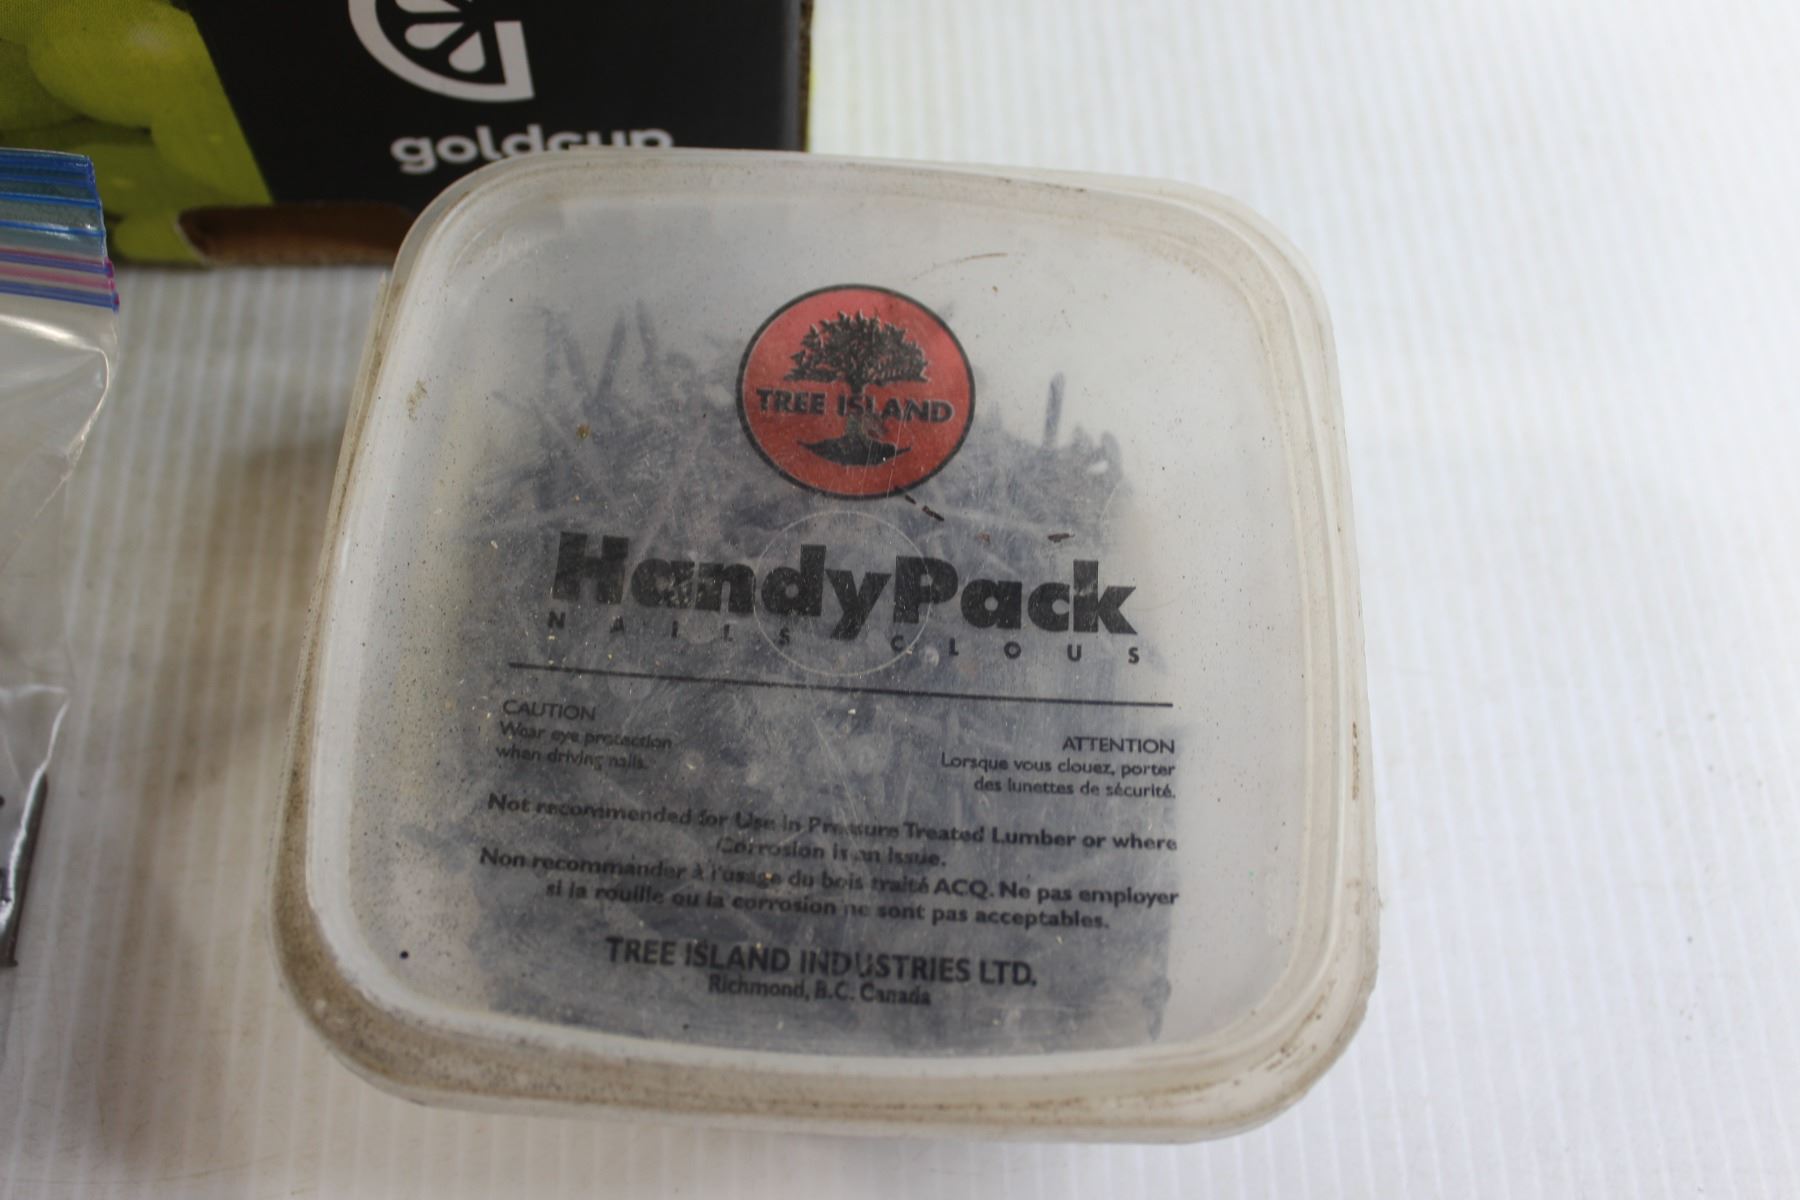 goldcup
TREE ISLAND
HandyPack
NAILS CLOUS
CAUTION
Wear eye protection
when driving nails.
ATTENTION
Lorsque vous clouez, porter
des lunettes de sécurité.
Not recommended for Use in Pressure Treated Lumber or where
Corrosion is an Issue.
Non recommander à l'usage du bois traité ACQ. Ne pas employer
si la rouille ou la corrosion ne sont pas acceptables.
TREE ISLAND INDUSTRIES LTD.
Richmond, B.C. Canada